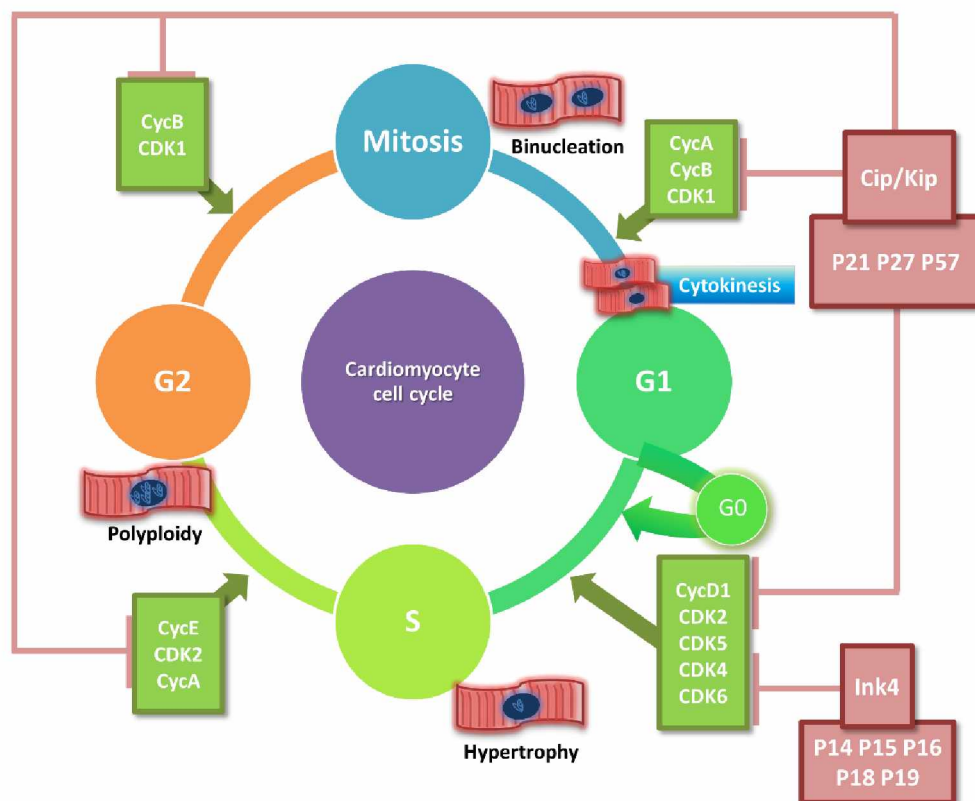 CycB
CDK1
Mitosis
Binucleation
CycA
CycB
CDK1
Cip/Kip
P21 P27 P57
Cytokinesis
G2
Cardiomyocyte
cell cycle
G1
G0
Polyploidy
CycE
CDK2
CycA
S
Hypertrophy
CycD1
CDK2
CDK5
CDK4
CDK6
Ink4
P14 P15 P16
P18 P19